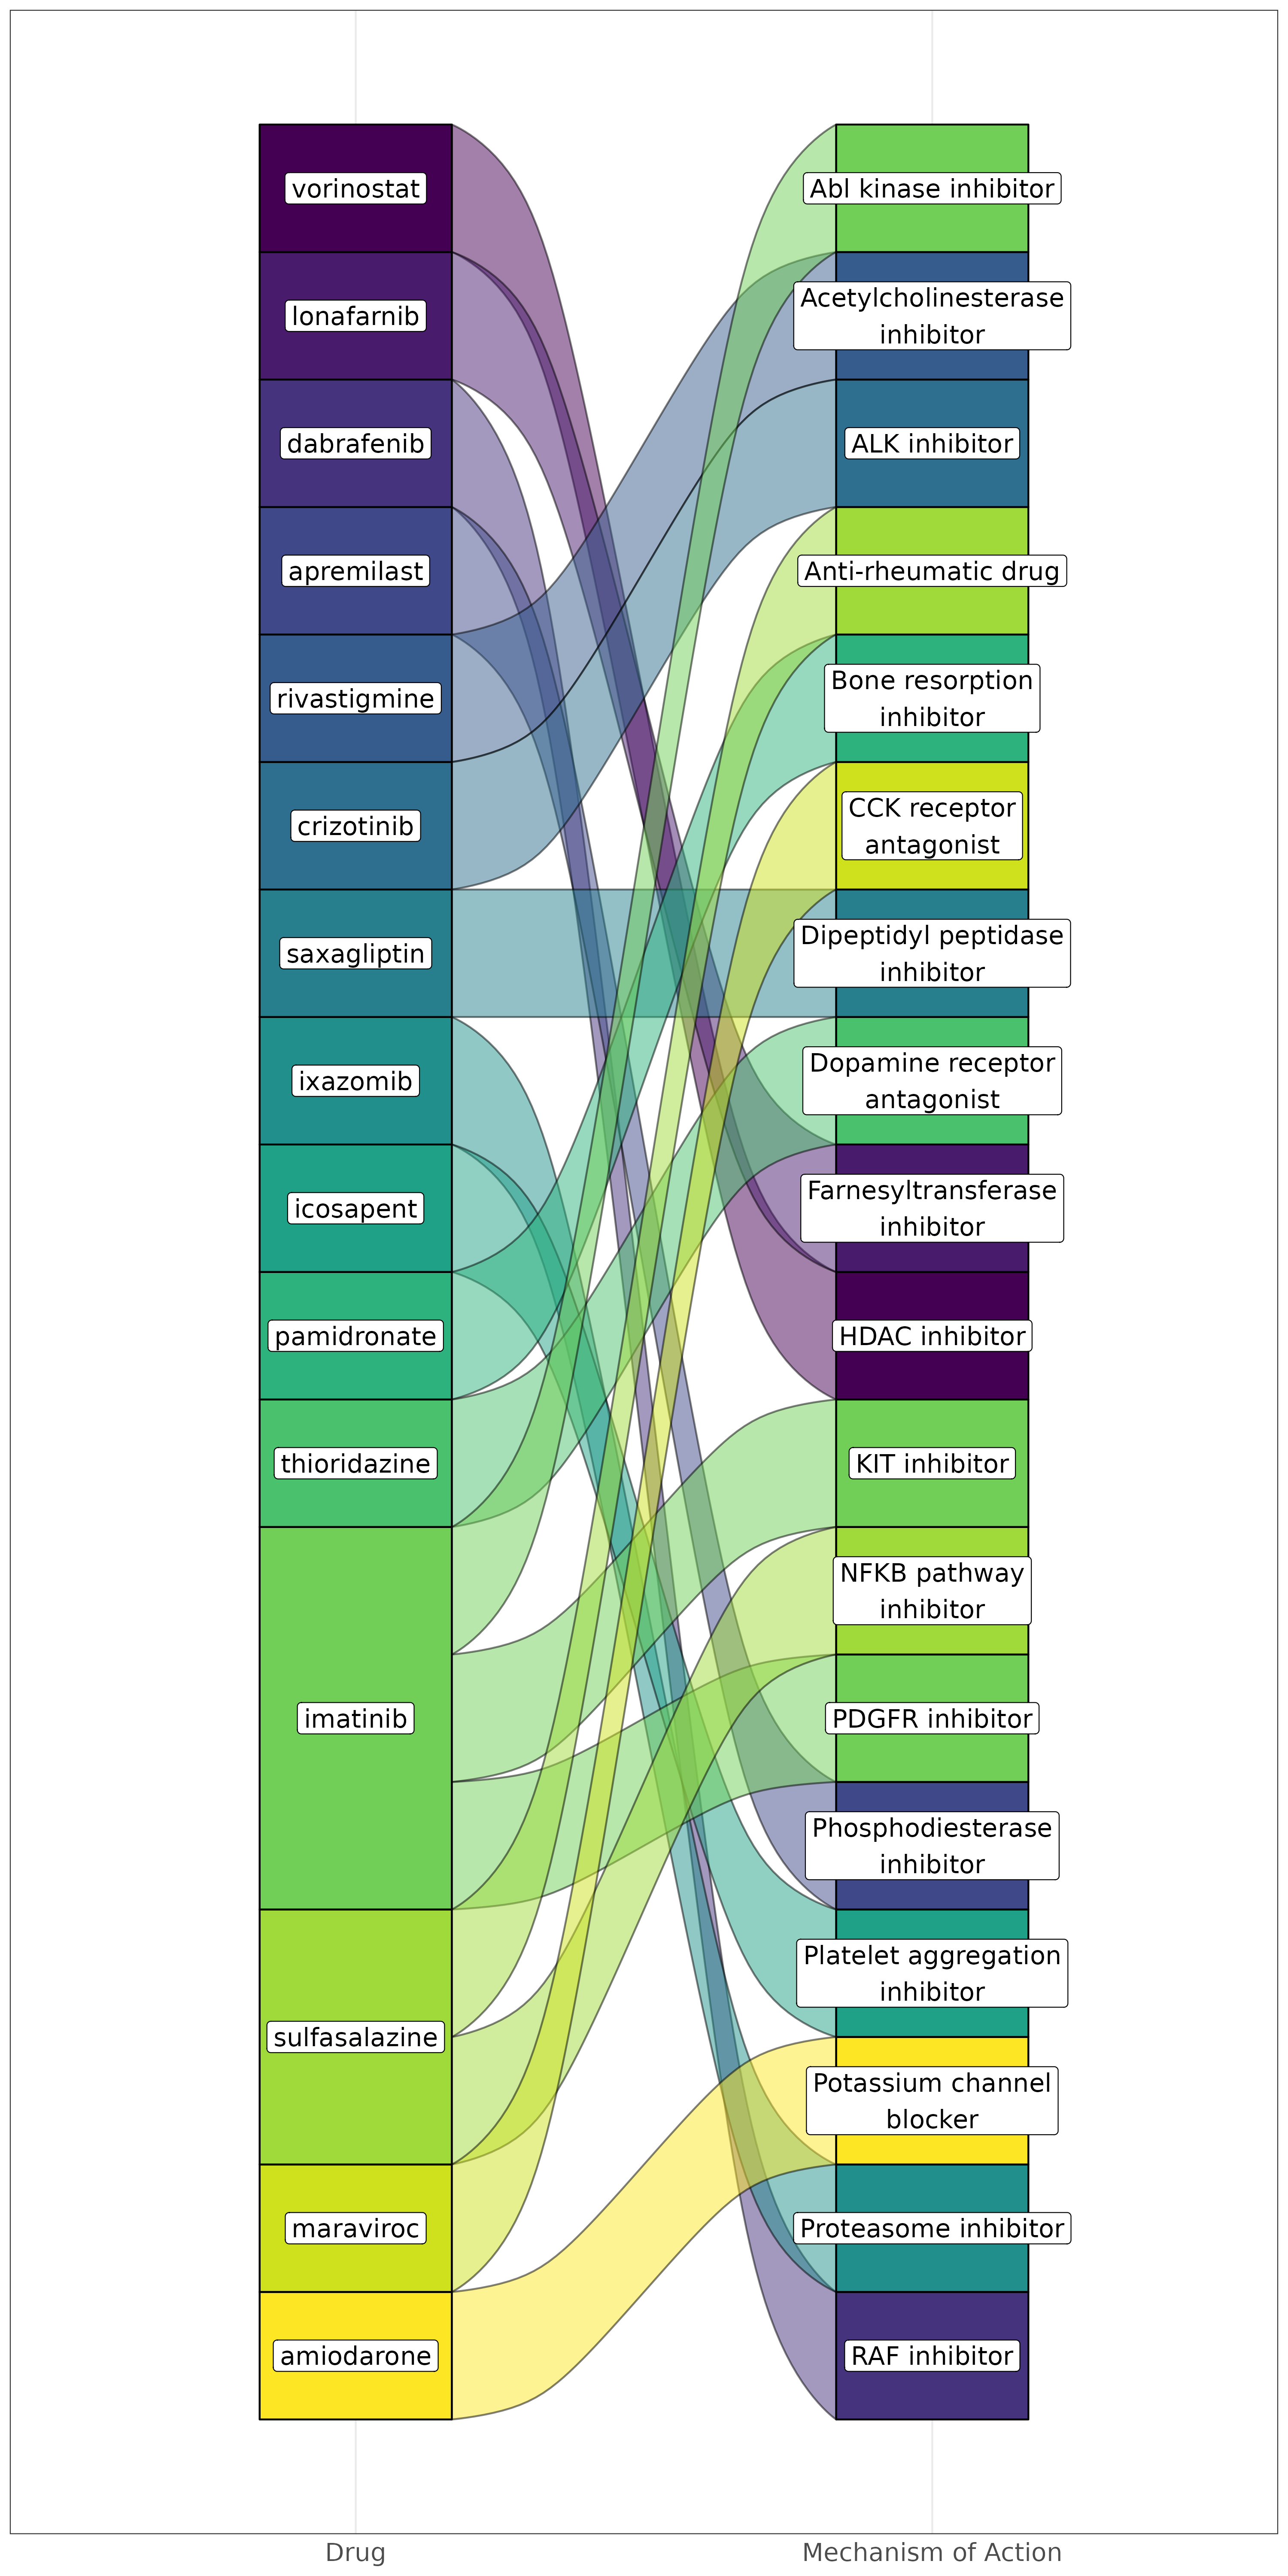 vorinostat
lonafarnib
dabrafenib
apremilast
rivastigmine
crizotinib
saxagliptin
ixazomib
icosapent
pamidronate
thioridazine
imatinib
sulfasalazine
maraviroc
amiodarone
Abl kinase inhibitor
Acetylcholinesterase
inhibitor
ALK inhibitor
Anti-rheumatic drug
Bone resorption
inhibitor
CCK receptor
antagonist
Dipeptidyl peptidase
inhibitor
Dopamine receptor
antagonist
Farnesyltransferase
inhibitor
HDAC inhibitor
KIT inhibitor
NFKB pathway
inhibitor
PDGFR inhibitor
Phosphodiesterase
inhibitor
Platelet aggregation
inhibitor
Potassium channel
blocker
Proteasome inhibitor
RAF inhibitor
Drug
Mechanism of Action